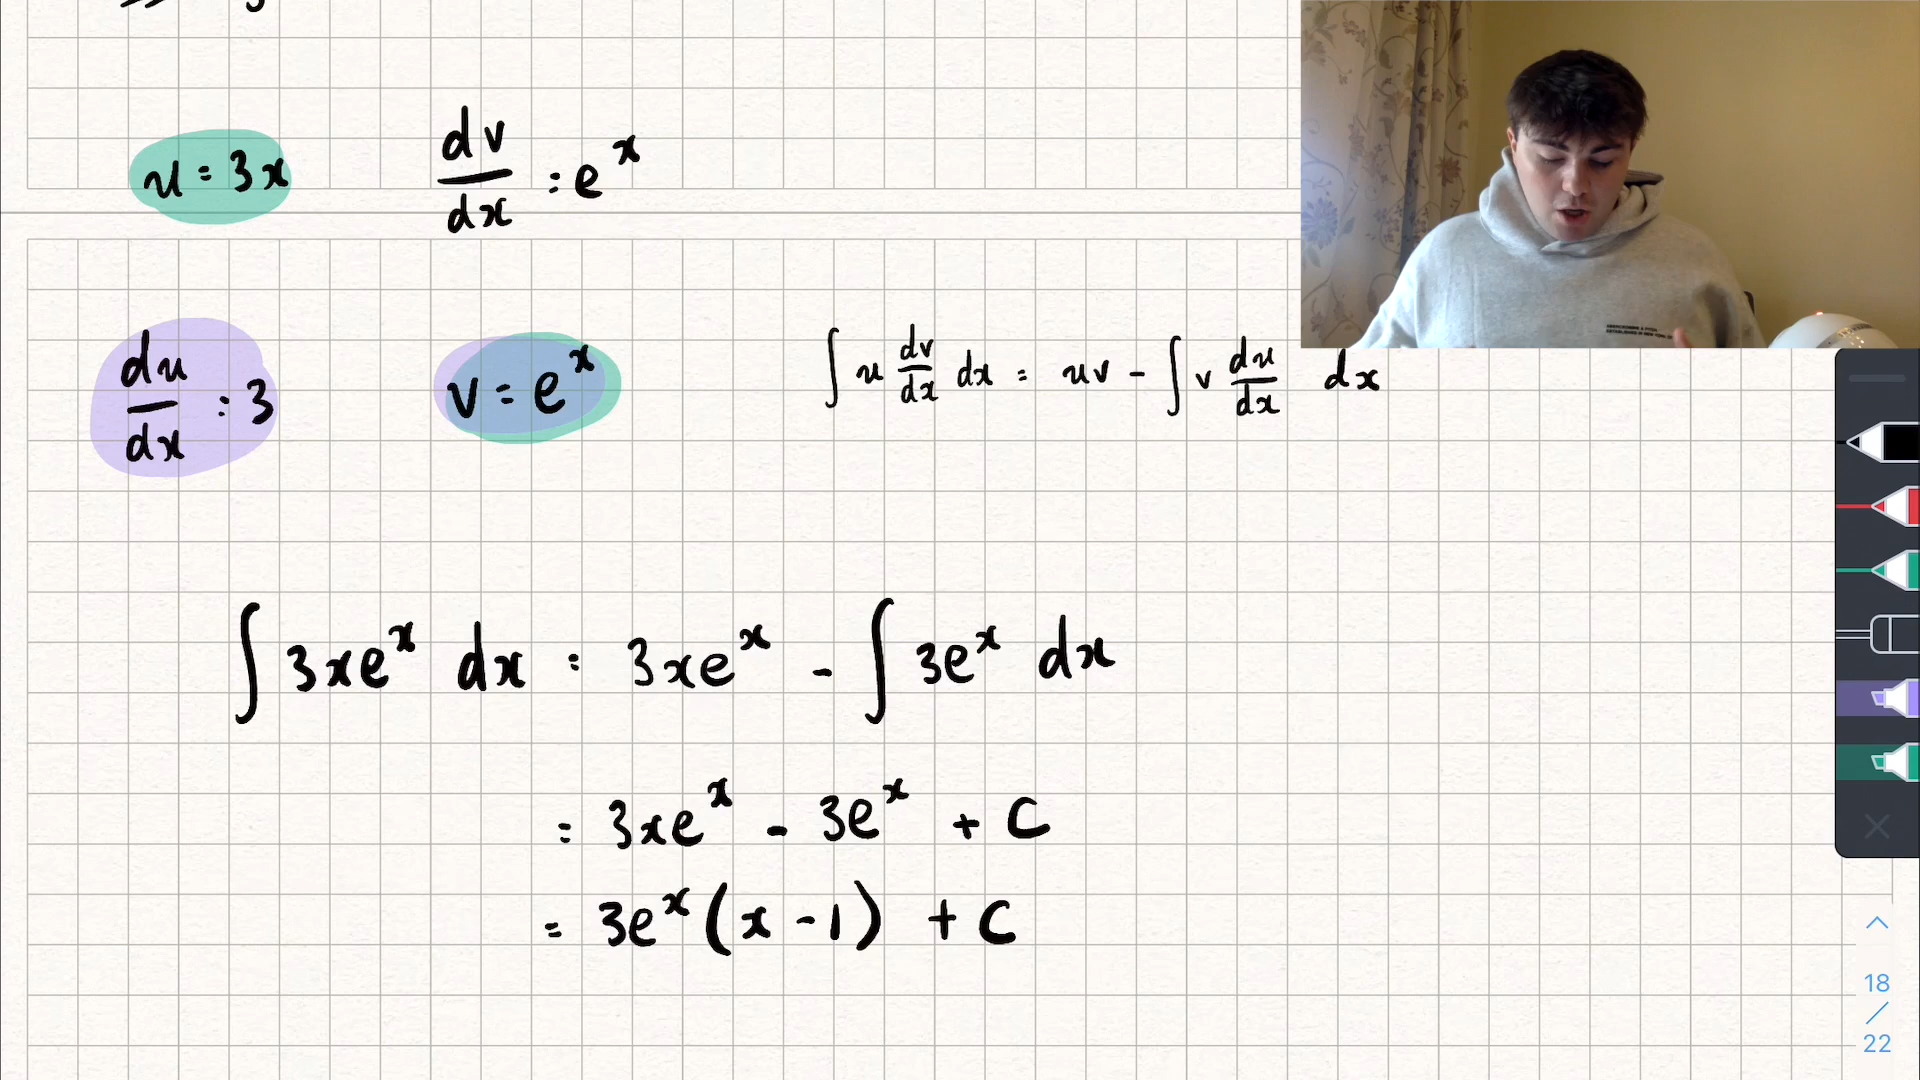 u = 3x    dv/dx = e^x
du/dx = 3    v = e^x    ∫ u dv/dx dx = uv - ∫ v du/dx dx
∫ 3xe^x dx = 3xe^x - ∫ 3e^x dx
= 3xe^x - 3e^x + C
= 3e^x (x - 1) + C
18
/
22